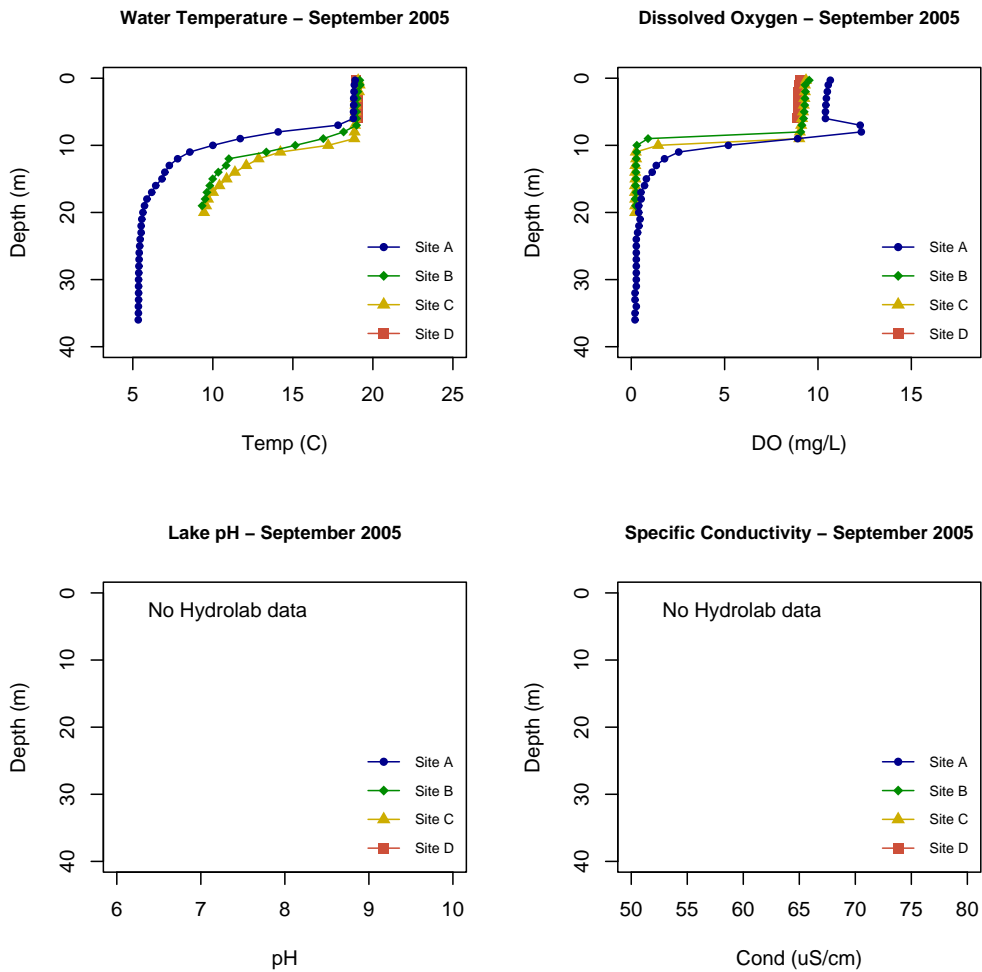 Water Temperature – September 2005
0
10
20
30
40
Depth (m)
5
10
15
20
25
Temp (C)
Site A
Site B
Site C
Site D
Dissolved Oxygen – September 2005
0
10
20
30
40
Depth (m)
0
5
10
15
DO (mg/L)
Site A
Site B
Site C
Site D
Lake pH – September 2005
No Hydrolab data
0
10
20
30
40
Depth (m)
6
7
8
9
10
pH
Site A
Site B
Site C
Site D
Specific Conductivity – September 2005
No Hydrolab data
0
10
20
30
40
Depth (m)
50
55
60
65
70
75
80
Cond (uS/cm)
Site A
Site B
Site C
Site D